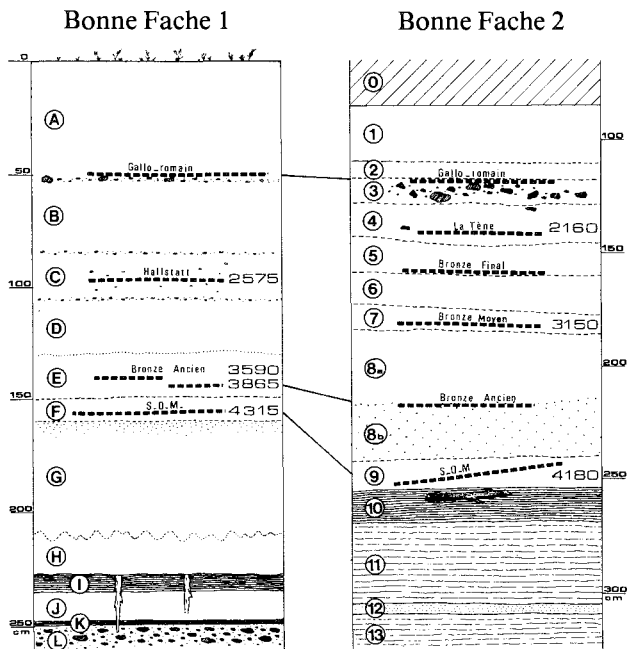 Bonne Fache 1
Bonne Fache 2
0
A
Gallo-romain
50
B
Hallstatt
2575
C
100
D
Bronze Ancien
3590
E
3865
150
S-O-M-
F
4315
G
200
H
I
J
K
250
cm
L
0
1
100
2
Gallo-romain
3
4
La Tène
2160
150
5
Bronze Final
6
Bronze Moyen
7
3150
200
8a
Bronze Ancien
8b
S-O-M
9
4180
250
10
11
300
cm
12
13